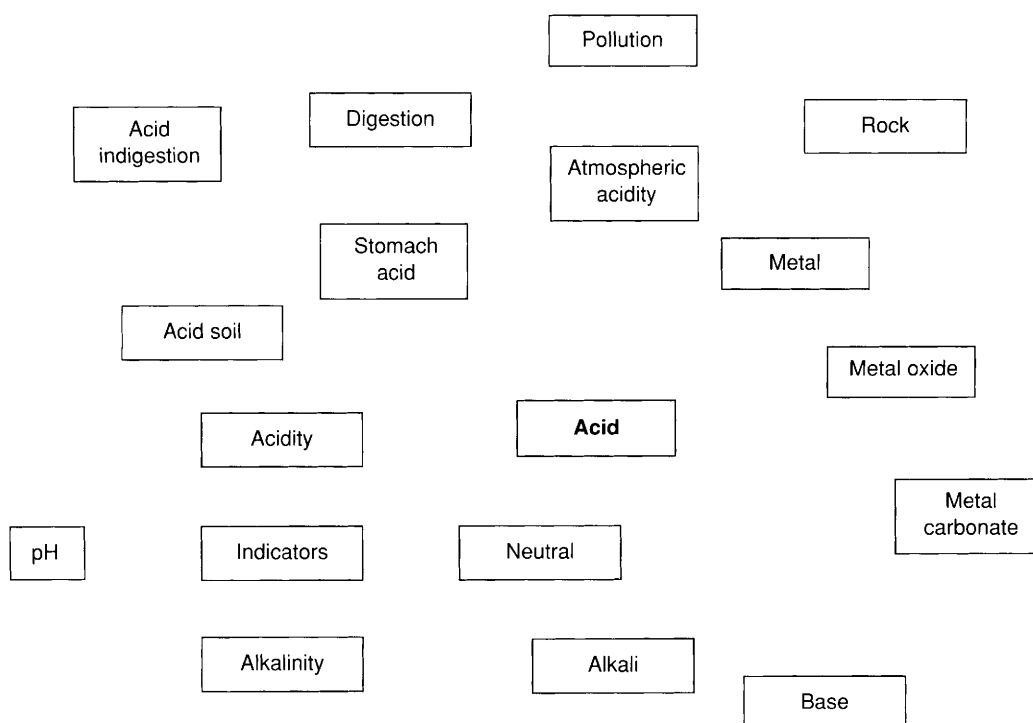 Pollution
Acid
indigestion
Digestion
Rock
Atmospheric
acidity
Stomach
acid
Metal
Acid soil
Metal oxide
Acidity
Acid
Metal
carbonate
pH
Indicators
Neutral
Alkalinity
Alkali
Base